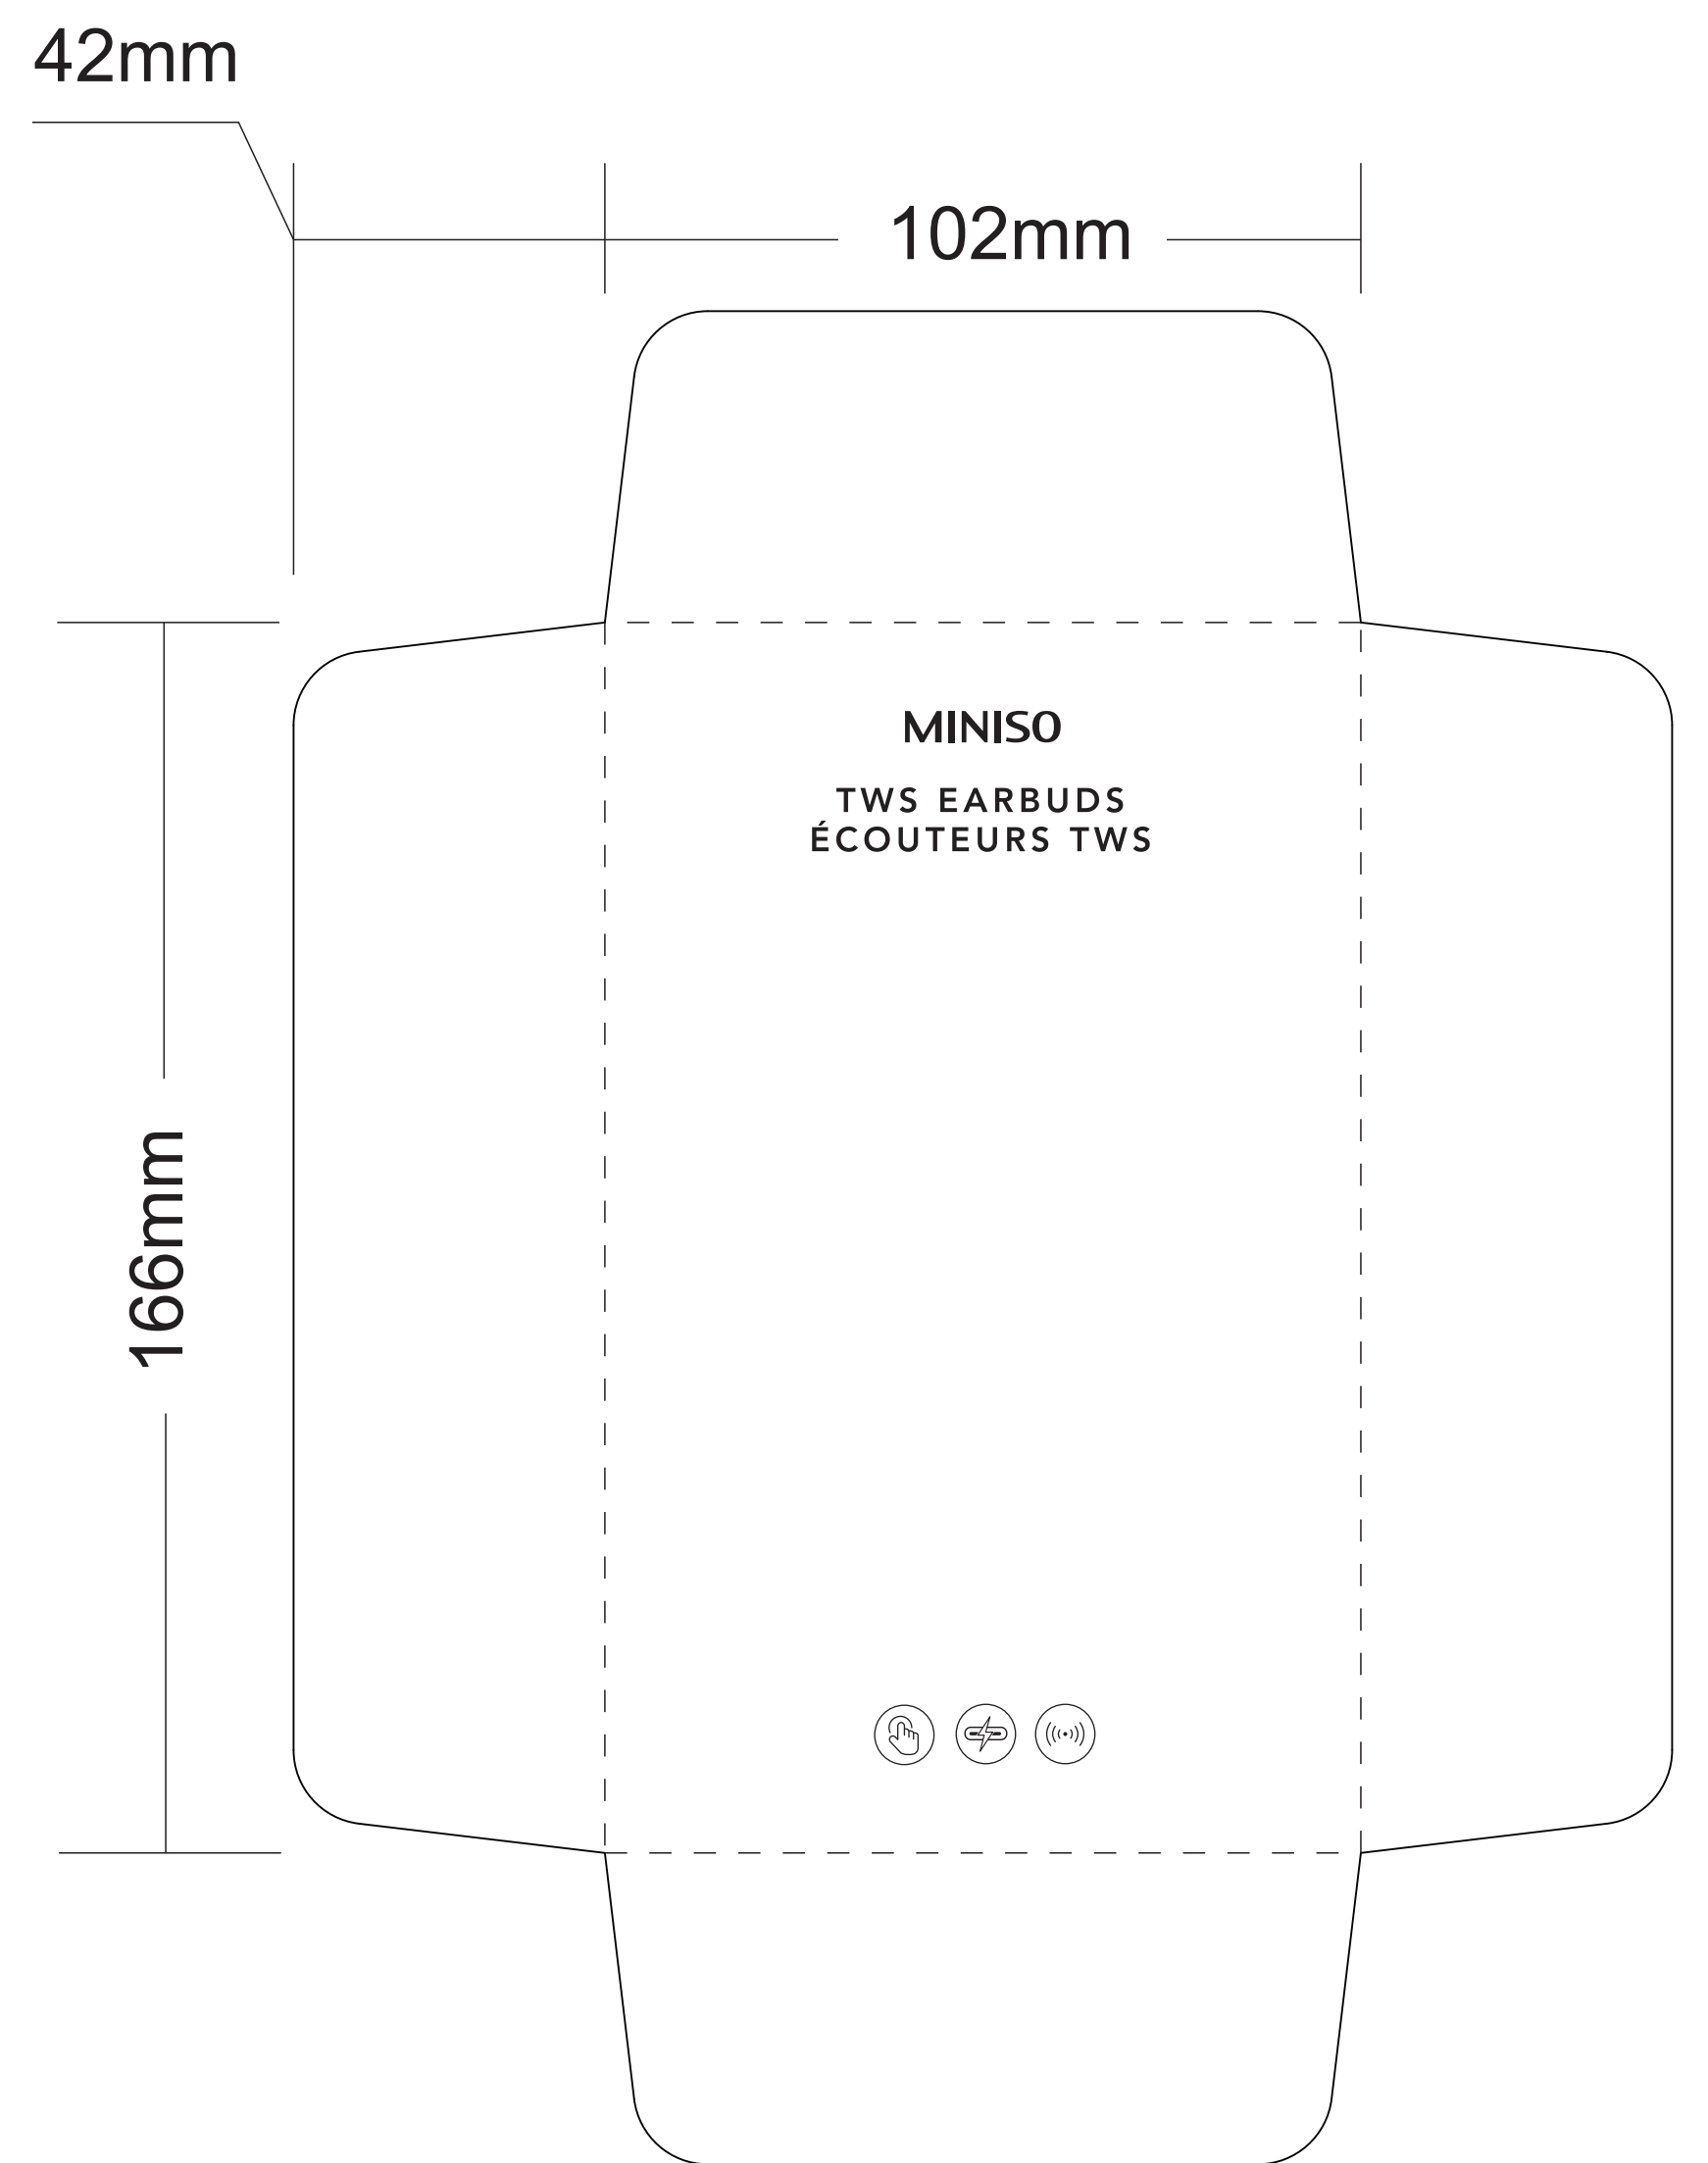 42mm
102mm
MINISO
TWS EARBUDS
ÉCOUTEURS TWS
166mm